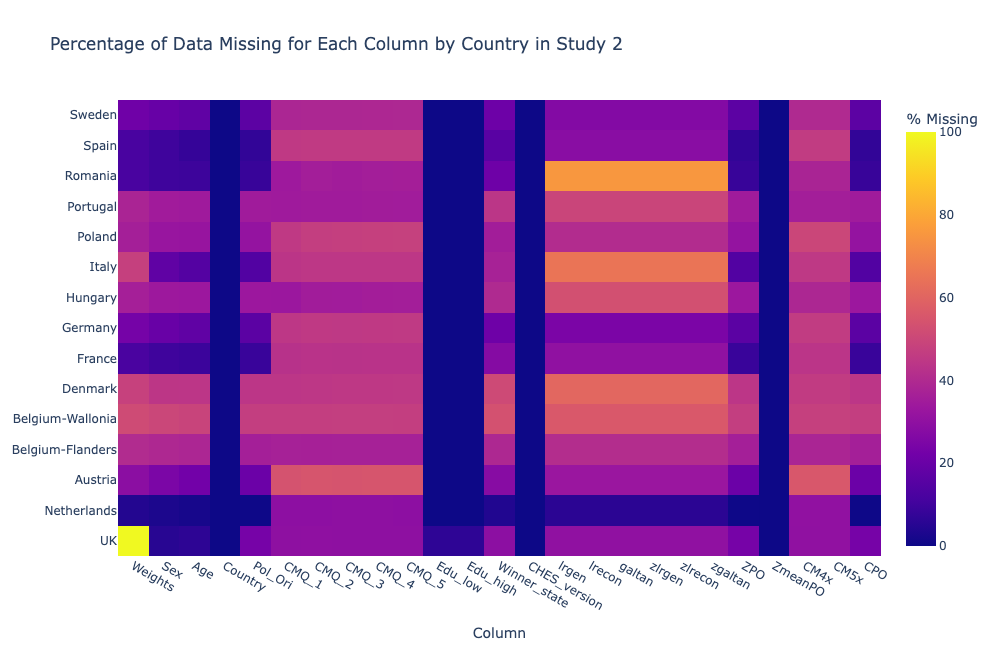 Percentage of Data Missing for Each Column by Country in Study 2
% Missing
100
80
60
40
20
0
Sweden
Spain
Romania
Portugal
Poland
Italy
Hungary
Germany
France
Denmark
Belgium-Wallonia
Belgium-Flanders
Austria
Netherlands
UK
Weights
Sex
Age
Country
Pol_Ori
CMQ_1
CMQ_2
CMQ_3
CMQ_4
CMQ_5
Edu_low
Edu_high
Winner_state
CHES_version
lrgen
lrecon
galtan
zlrgen
zlrecon
zgaltan
ZPO
ZmeanPO
CM4x
CM5x
CPO
Column